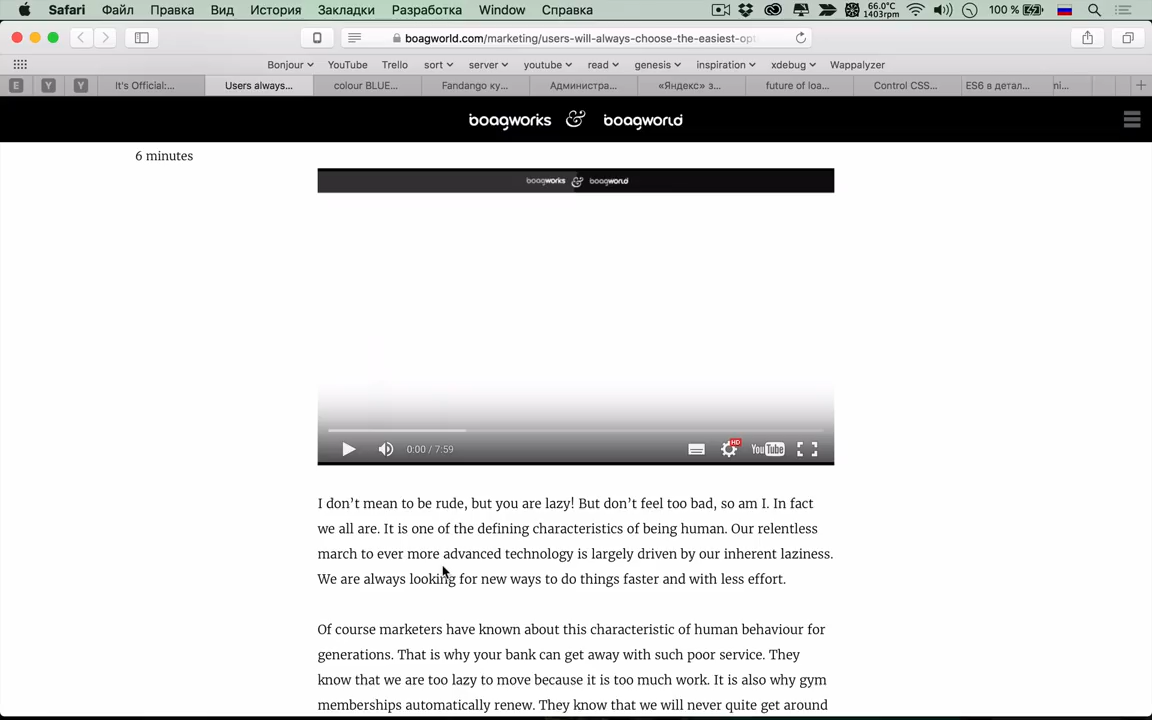 Safari Файл Правка Вид История Закладки Разработка Window Справка 66.0°C 1403rpm 100 %
boagworld.com/marketing/users-will-always-choose-the-easiest-opt
Bonjour YouTube Trello sort server youtube read genesis inspiration xdebug Wappalyzer
E Y Y It's Official:... Users always... colour BLUE... Fandango ку... Администра... «Яндекс» з... future of loa... Control CSS... ES6 в детал... ni...
boagworks & boagworld
6 minutes
boagworks & boagworld
0:00 / 7:59 HD YouTube
I don’t mean to be rude, but you are lazy! But don’t feel too bad, so am I. In fact
we all are. It is one of the defining characteristics of being human. Our relentless
march to ever more advanced technology is largely driven by our inherent laziness.
We are always looking for new ways to do things faster and with less effort.
Of course marketers have known about this characteristic of human behaviour for
generations. That is why your bank can get away with such poor service. They
know that we are too lazy to move because it is too much work. It is also why gym
memberships automatically renew. They know that we will never quite get around